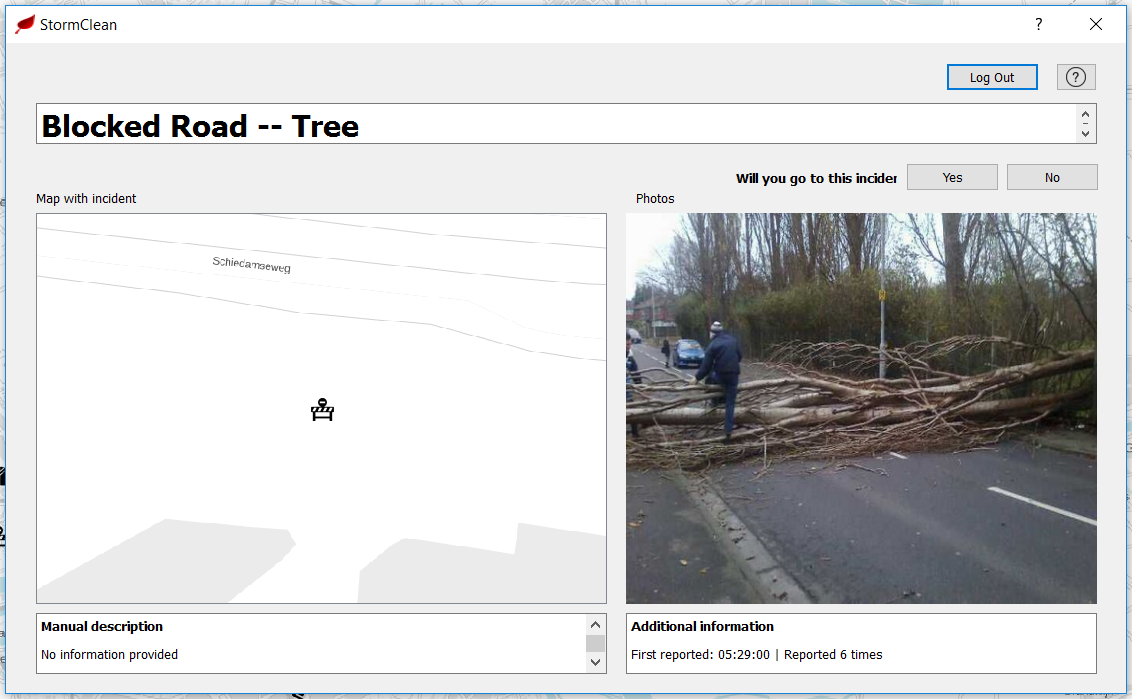 StormClean
?
Log Out
?
Blocked Road -- Tree
Will you go to this incider
Yes
No
Map with incident
Photos
Schiedamseweg
Manual description
No information provided
Additional information
First reported: 05:29:00 | Reported 6 times